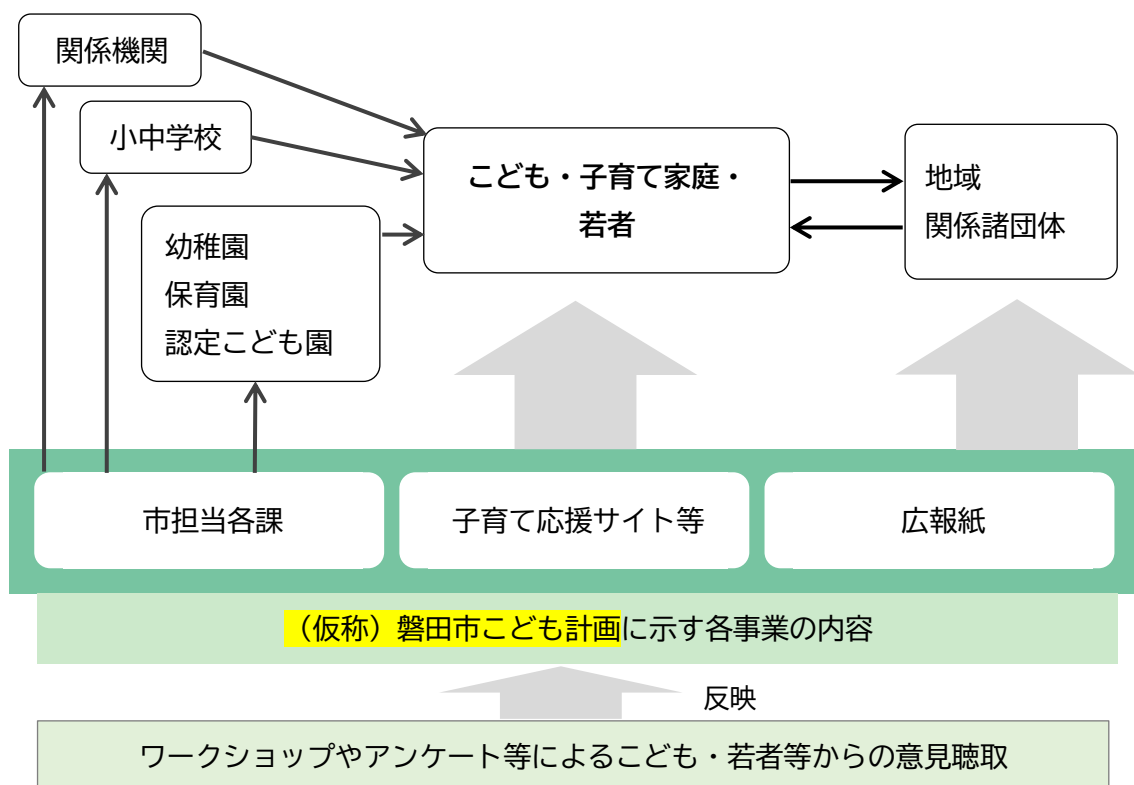 関係機関
小中学校
こども・子育て家庭・
若者
地域
関係諸団体
幼稚園
保育園
認定こども園
市担当各課
子育て応援サイト等
広報紙
（仮称）磐田市こども計画に示す各事業の内容
反映
ワークショップやアンケート等によるこども・若者等からの意見聴取